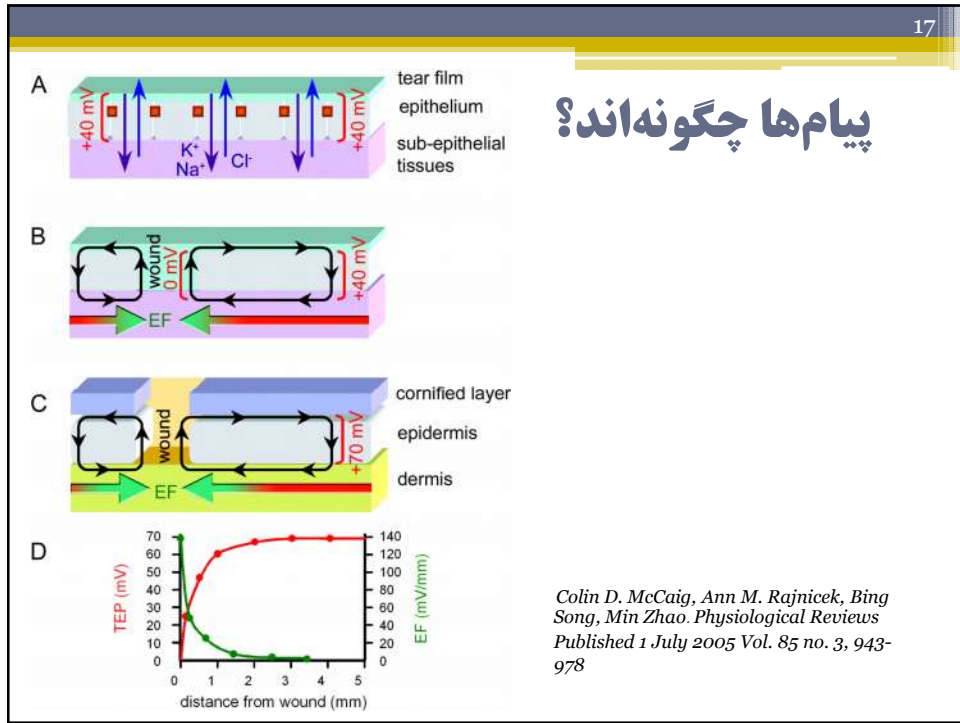 17
پیام‌ها چگونه‌اند؟
A
+40 mV
K⁺
Na⁺
Cl⁻
+40 mV
tear film
epithelium
sub-epithelial
tissues
B
wound
0 mV
+40 mV
EF
C
wound
+70 mV
EF
cornified layer
epidermis
dermis
D
TEP (mV)
70
60
50
40
30
20
10
0
140
120
100
80
60
40
20
0
EF (mV/mm)
0 1 2 3 4 5
distance from wound (mm)
Colin D. McCaig, Ann M. Rajnicek, Bing
Song, Min Zhao. Physiological Reviews
Published 1 July 2005 Vol. 85 no. 3, 943-
978